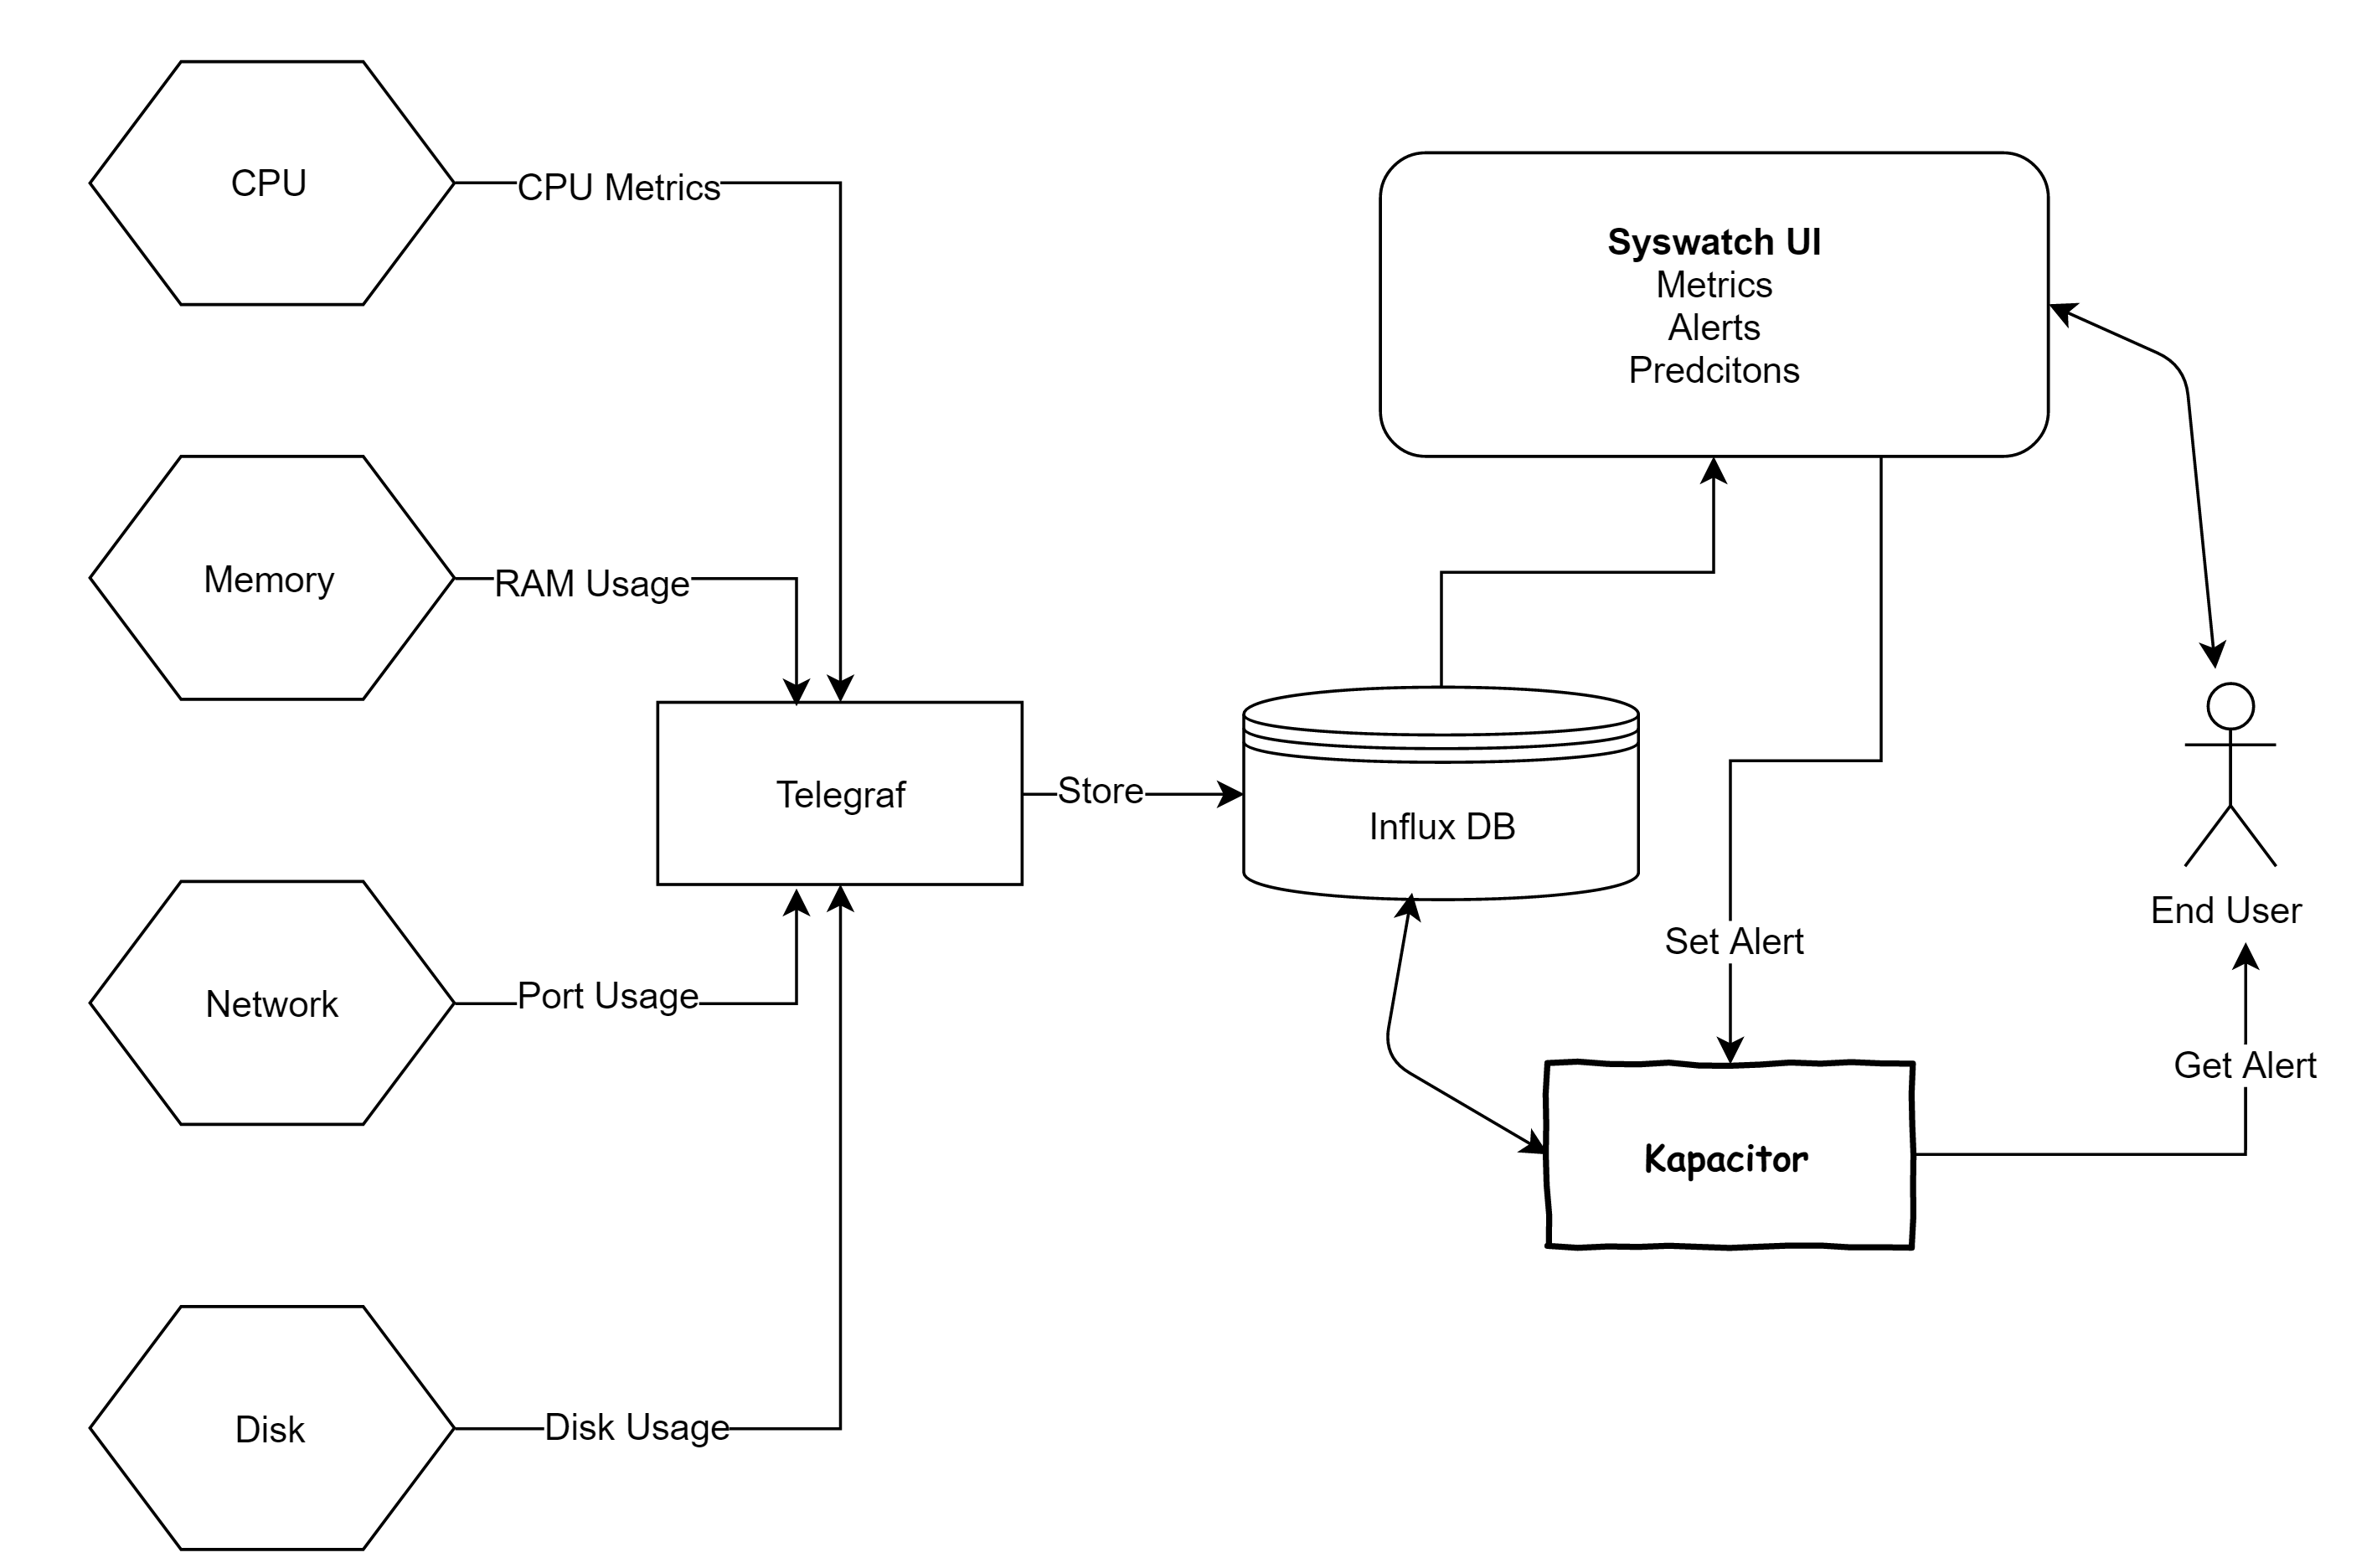 CPU
CPU Metrics
Syswatch UI
Metrics
Alerts
Predcitons
Memory
RAM Usage
Telegraf
Store
Influx DB
End User
Set Alert
Network
Port Usage
Get Alert
Kapacitor
Disk
Disk Usage